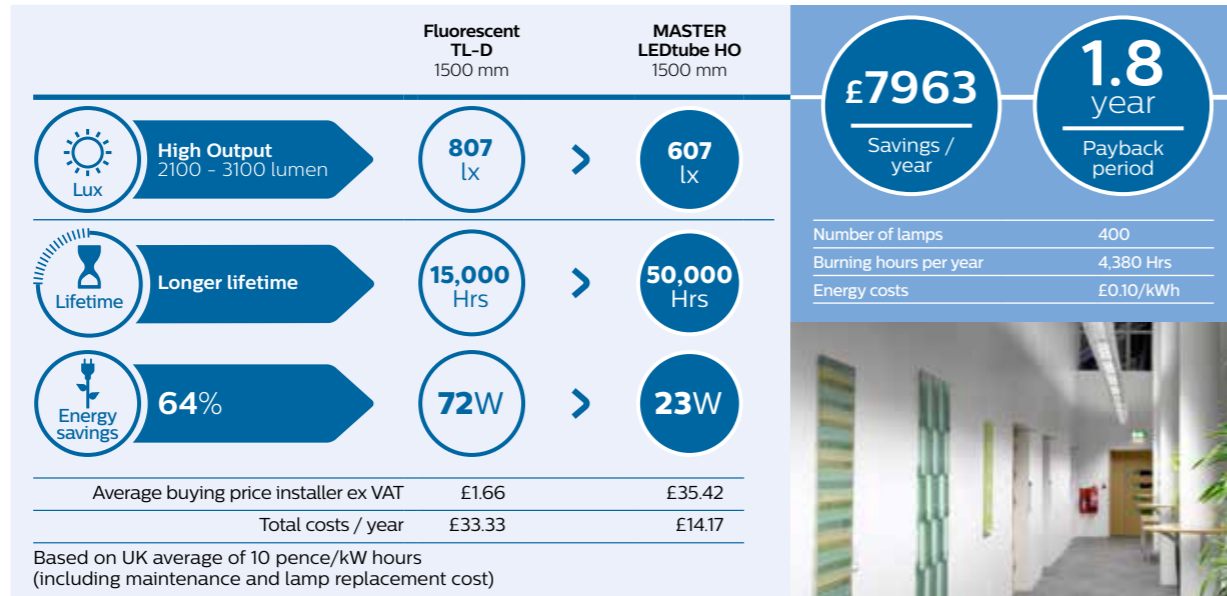 Fluorescent
TL-D
1500 mm
MASTER
LEDtube HO
1500 mm
Lux
High Output
2100 - 3100 lumen
807
lx
>
607
lx
Lifetime
Longer lifetime
15,000
Hrs
>
50,000
Hrs
Energy
savings
64%
72W
>
23W
Average buying price installer ex VAT £1.66 £35.42
Total costs / year £33.33 £14.17
Based on UK average of 10 pence/kW hours
(including maintenance and lamp replacement cost)
£7963
Savings /
year
1.8
year
Payback
period
Number of lamps 400
Burning hours per year 4,380 Hrs
Energy costs £0.10/kWh